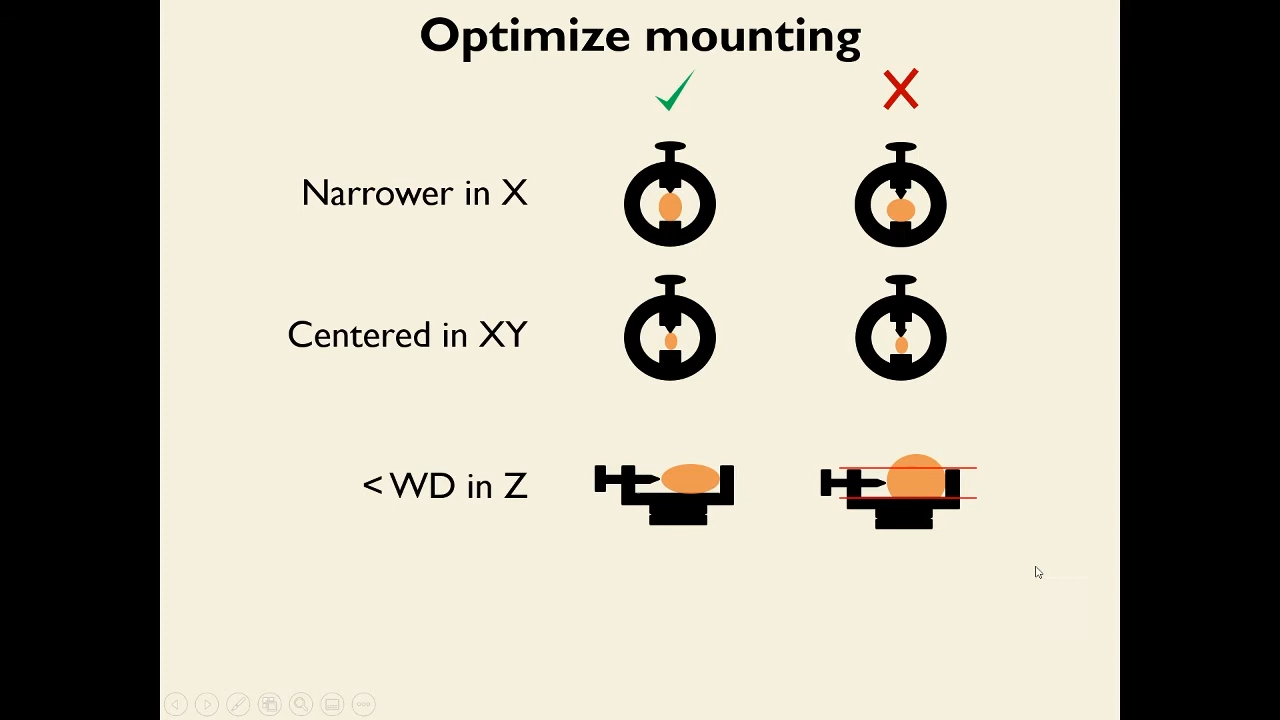 Optimize mounting
Narrower in X
Centered in XY
< WD in Z